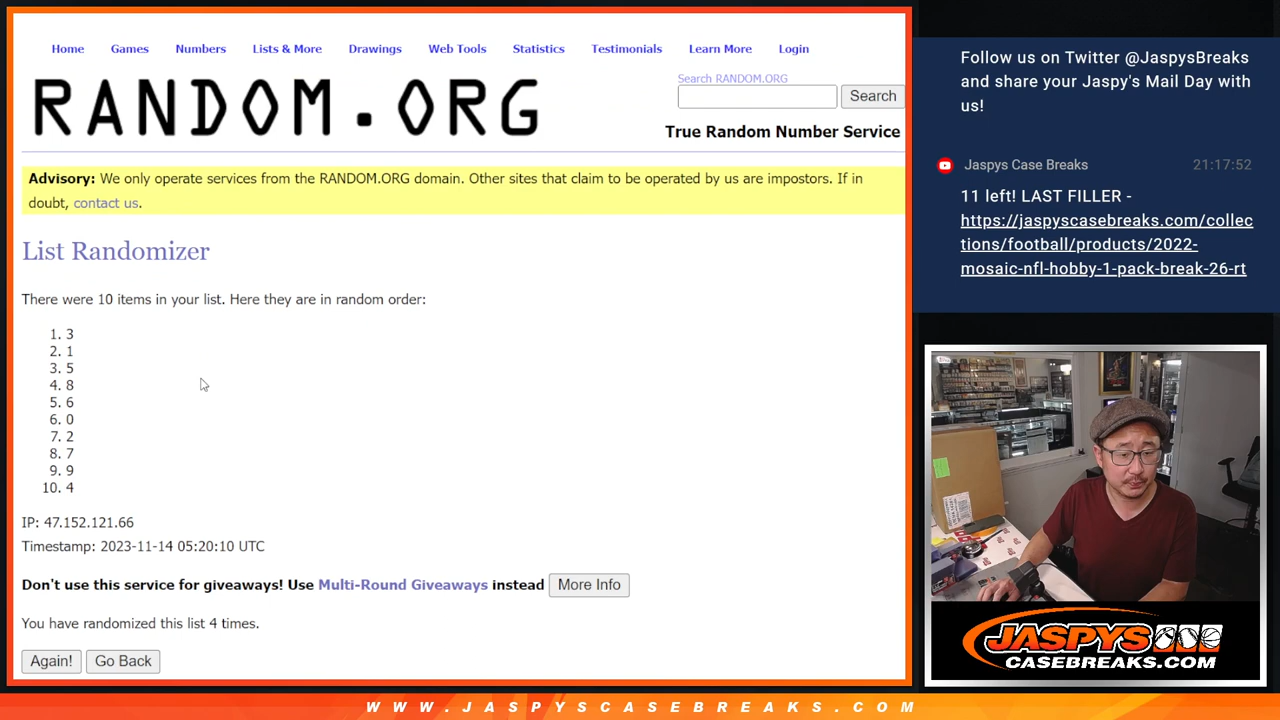 Home Games Numbers Lists & More Drawings Web Tools Statistics Testimonials Learn More Login
RANDOM.ORG
Search RANDOM.ORG
Search
True Random Number Service
Advisory: We only operate services from the RANDOM.ORG domain. Other sites that claim to be operated by us are impostors. If in
doubt, contact us.
List Randomizer
There were 10 items in your list. Here they are in random order:
1. 3
2. 1
3. 5
4. 8
5. 6
6. 0
7. 2
8. 7
9. 9
10. 4
IP: 47.152.121.66
Timestamp: 2023-11-14 05:20:10 UTC
Don't use this service for giveaways! Use Multi-Round Giveaways instead More Info
You have randomized this list 4 times.
Again! Go Back
Follow us on Twitter @JaspysBreaks
and share your Jaspy's Mail Day with
us!
Jaspys Case Breaks 21:17:52
11 left! LAST FILLER -
https://jaspyscasebreaks.com/collec
tions/football/products/2022-
mosaic-nfl-hobby-1-pack-break-26-rt
JASPYS
CASEBREAKS.COM
WWW.JASPYSCASEBREAKS.COM